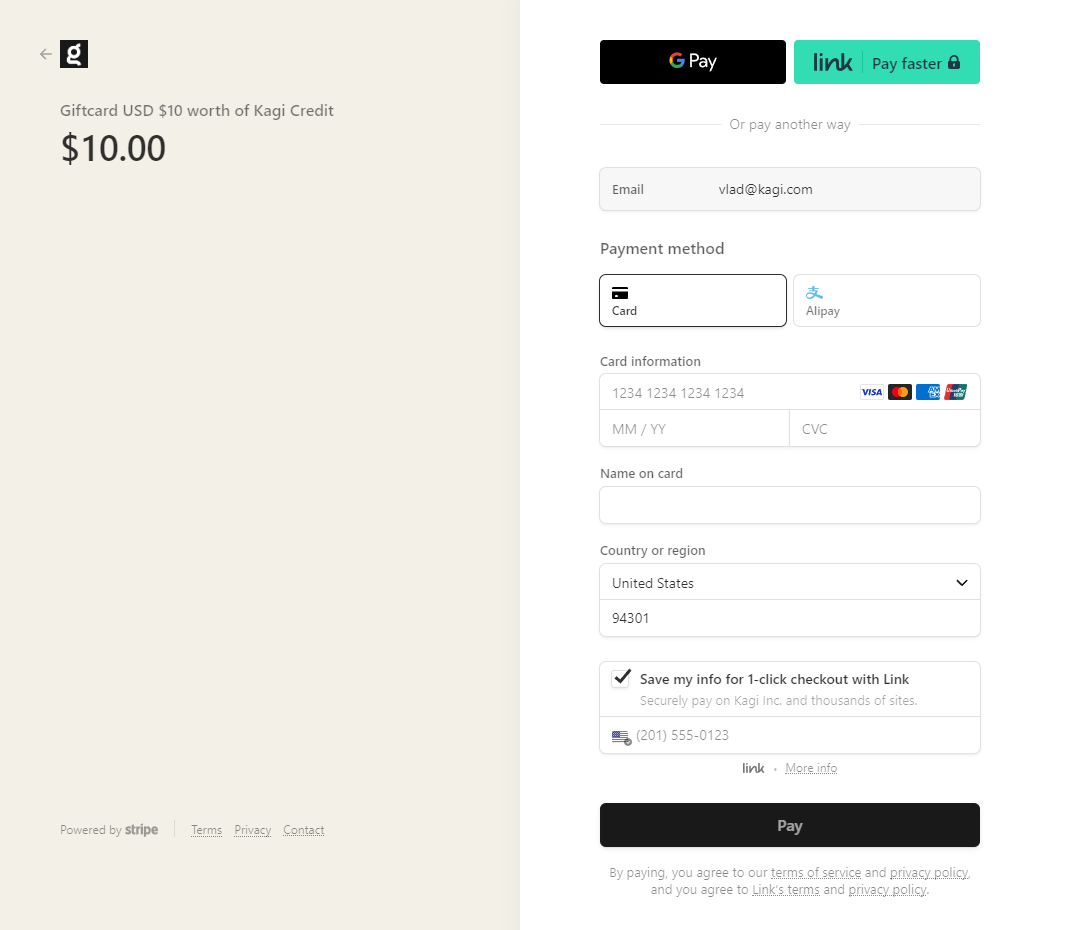 g
Giftcard USD $10 worth of Kagi Credit
$10.00
G Pay
link Pay faster
Or pay another way
Email vlad@kagi.com
Payment method
Card
Alipay
Card information
1234 1234 1234 1234 VISA
MM / YY CVC
Name on card
Country or region
United States
94301
Save my info for 1-click checkout with Link
Securely pay on Kagi Inc. and thousands of sites.
(201) 555-0123
link • More info
Pay
By paying, you agree to our terms of service and privacy policy,
and you agree to Link's terms and privacy policy.
Powered by stripe Terms Privacy Contact